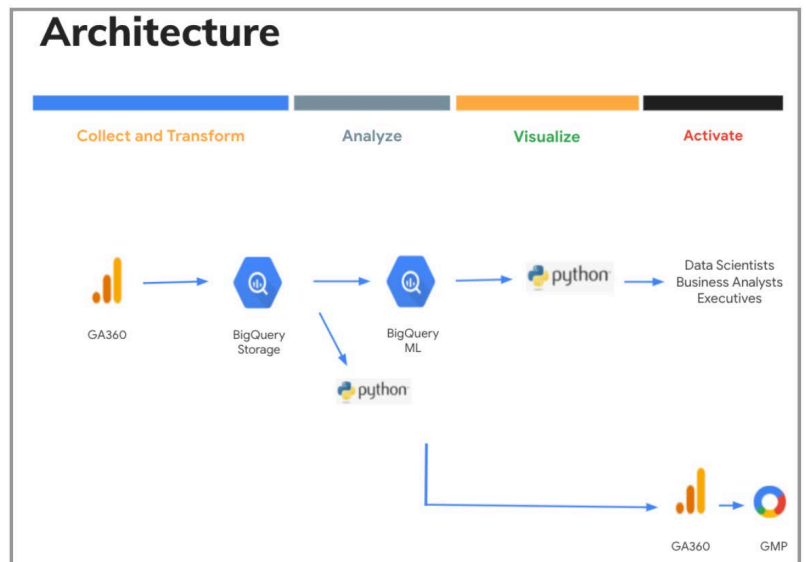 Architecture
Collect and Transform
Analyze
Visualize
Activate
GA360
BigQuery
Storage
BigQuery
ML
python
Data Scientists
Business Analysts
Executives
python
GA360
GMP